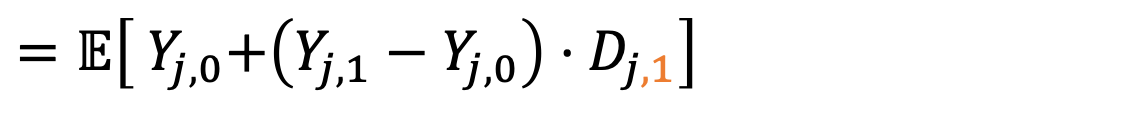 = 𝔼[ Y_{j,0}+(Y_{j,1} − Y_{j,0}) · D_{j,1}]